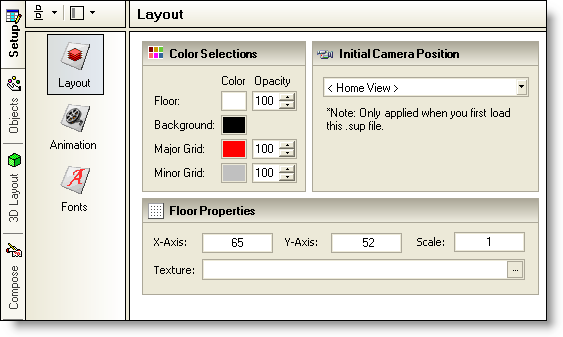 Setup
Objects
3D Layout
Compose
Layout
Animation
Fonts
Layout
Color Selections
Color Opacity
Floor: 100
Background:
Major Grid: 100
Minor Grid: 100
Initial Camera Position
< Home View >
*Note: Only applied when you first load
this .sup file.
Floor Properties
X-Axis: 65 Y-Axis: 52 Scale: 1
Texture: ...